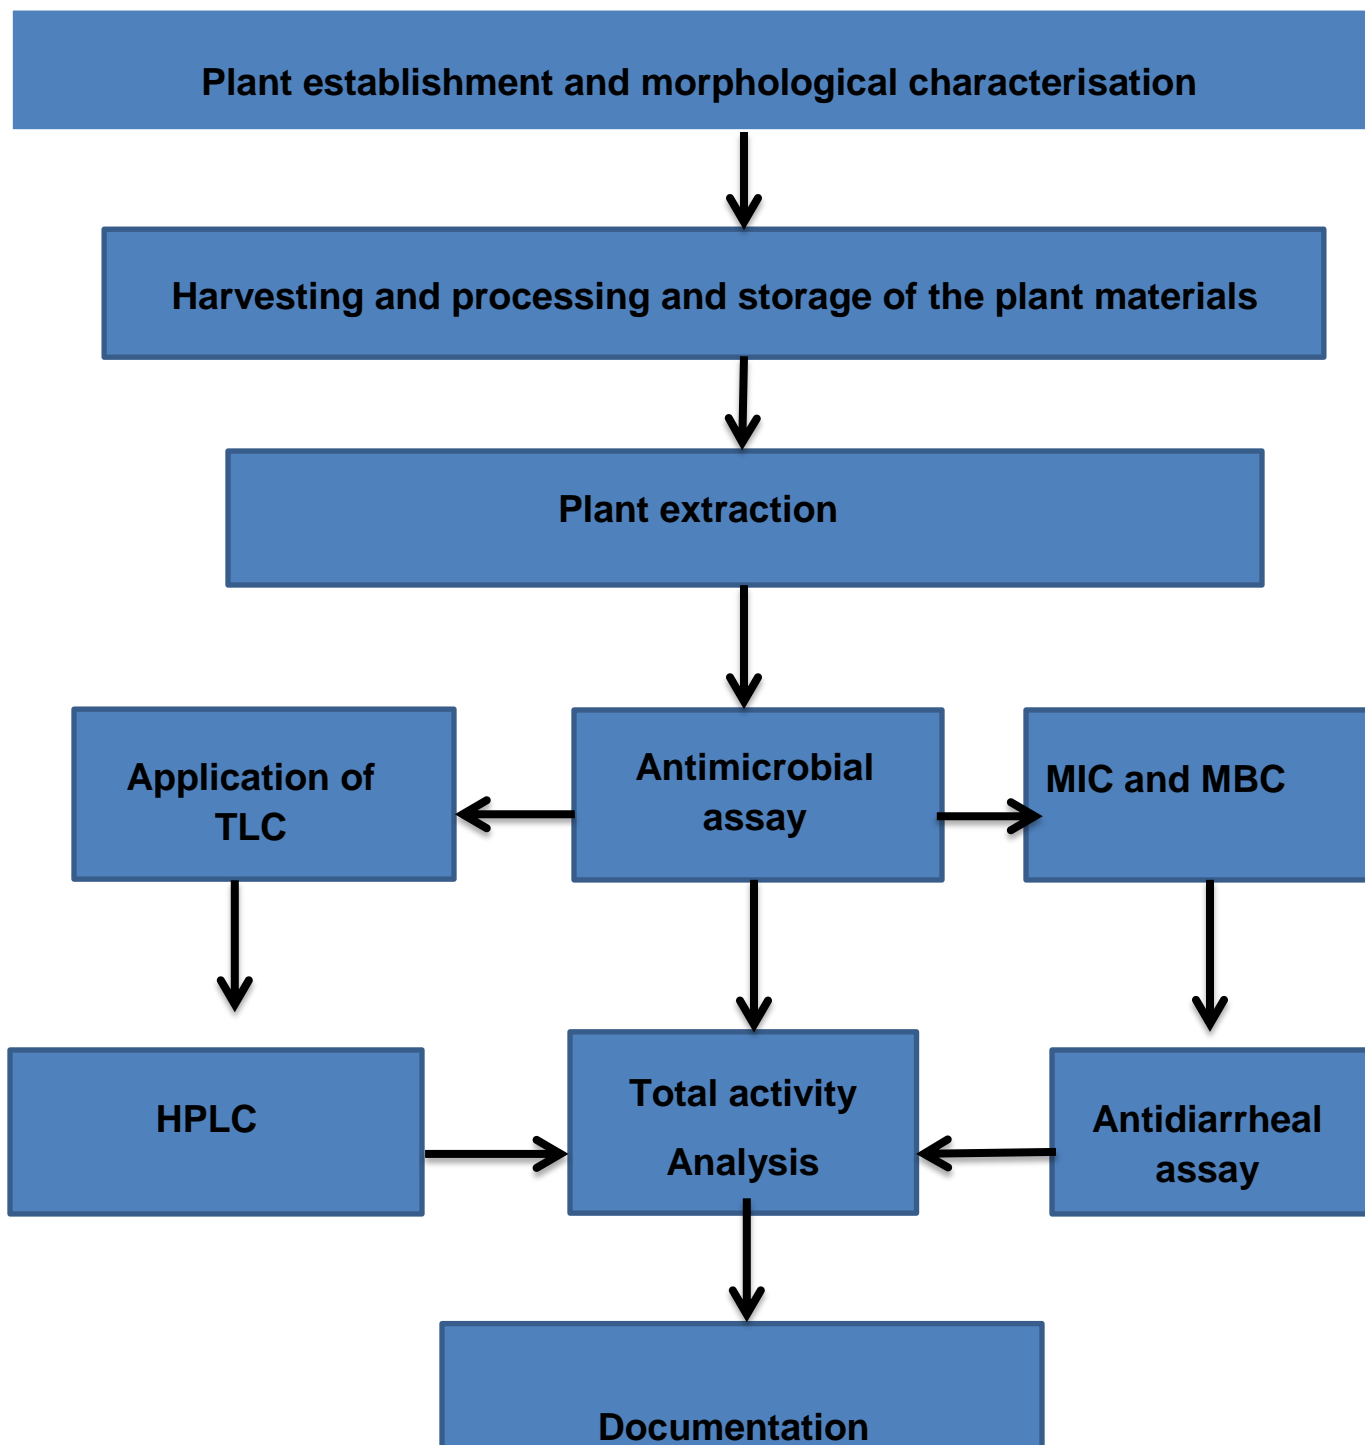 Plant establishment and morphological characterisation
Harvesting and processing and storage of the plant materials
Plant extraction
Application of
TLC
Antimicrobial
assay
MIC and MBC
HPLC
Total activity
Analysis
Antidiarrheal
assay
Documentation